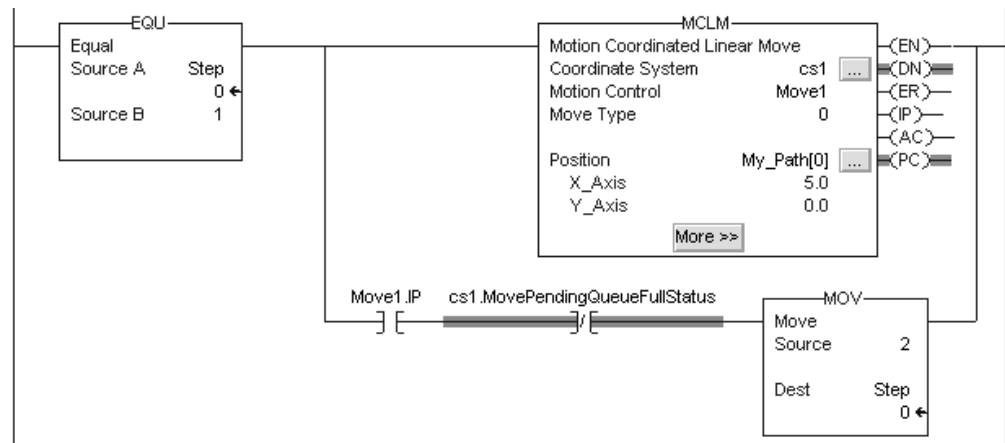 EQU
Equal
Source A Step
0
Source B 1
MCLM
Motion Coordinated Linear Move
Coordinate System cs1 ...
Motion Control Move1
Move Type 0
Position My_Path[0] ...
X_Axis 5.0
Y_Axis 0.0
More >>
(EN)
(DN)
(ER)
(IP)
(AC)
(PC)
Move1.IP cs1.MovePendingQueueFullStatus
MOV
Move
Source 2
Dest Step
0